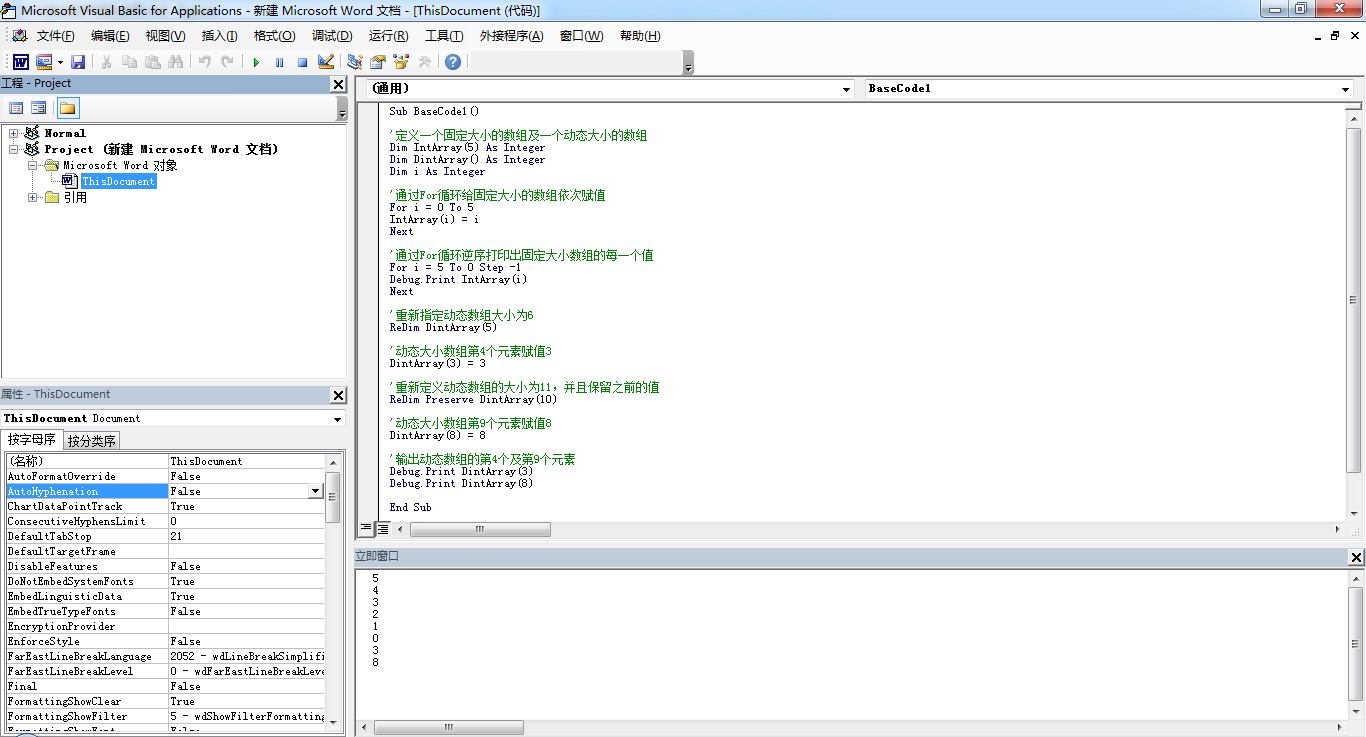 Microsoft Visual Basic for Applications - 新建 Microsoft Word 文档 - [ThisDocument (代码)]
文件(F) 编辑(E) 视图(V) 插入(I) 格式(O) 调试(D) 运行(R) 工具(T) 外接程序(A) 窗口(W) 帮助(H)
工程 - Project
Normal
Project (新建 Microsoft Word 文档)
Microsoft Word 对象
ThisDocument
引用
属性 - ThisDocument
ThisDocument Document
按字母序 按分类序
(名称) ThisDocument
AutoFormatOverride False
AutoHyphenation False
ChartDataPointTrack True
ConsecutiveHyphensLimit 0
DefaultTabStop 21
DefaultTargetFrame
DisableFeatures False
DoNotEmbedSystemFonts True
EmbedLinguisticData True
EmbedTrueTypeFonts False
EncryptionProvider
EnforceStyle False
FarEastLineBreakLanguage 2052 - wdLineBreakSimplifi
FarEastLineBreakLevel 0 - wdFarEastLineBreakLeve
Final False
FormattingShowClear True
FormattingShowFilter 5 - wdShowFilterFormatting
(通用) BaseCode1
Sub BaseCode1()
'定义一个固定大小的数组及一个动态大小的数组
Dim IntArray(5) As Integer
Dim DintArray() As Integer
Dim i As Integer
'通过For循环给固定大小的数组依次赋值
For i = 0 To 5
IntArray(i) = i
Next
'通过For循环逆序打印出固定大小数组的每一个值
For i = 5 To 0 Step -1
Debug.Print IntArray(i)
Next
'重新指定动态数组大小为6
ReDim DintArray(5)
'动态大小数组第4个元素赋值3
DintArray(3) = 3
'重新定义动态数组的大小为11，并且保留之前的值
ReDim Preserve DintArray(10)
'动态大小数组第9个元素赋值8
DintArray(8) = 8
'输出动态数组的第4个及第9个元素
Debug.Print DintArray(3)
Debug.Print DintArray(8)
End Sub
立即窗口
5
4
3
2
1
0
3
8